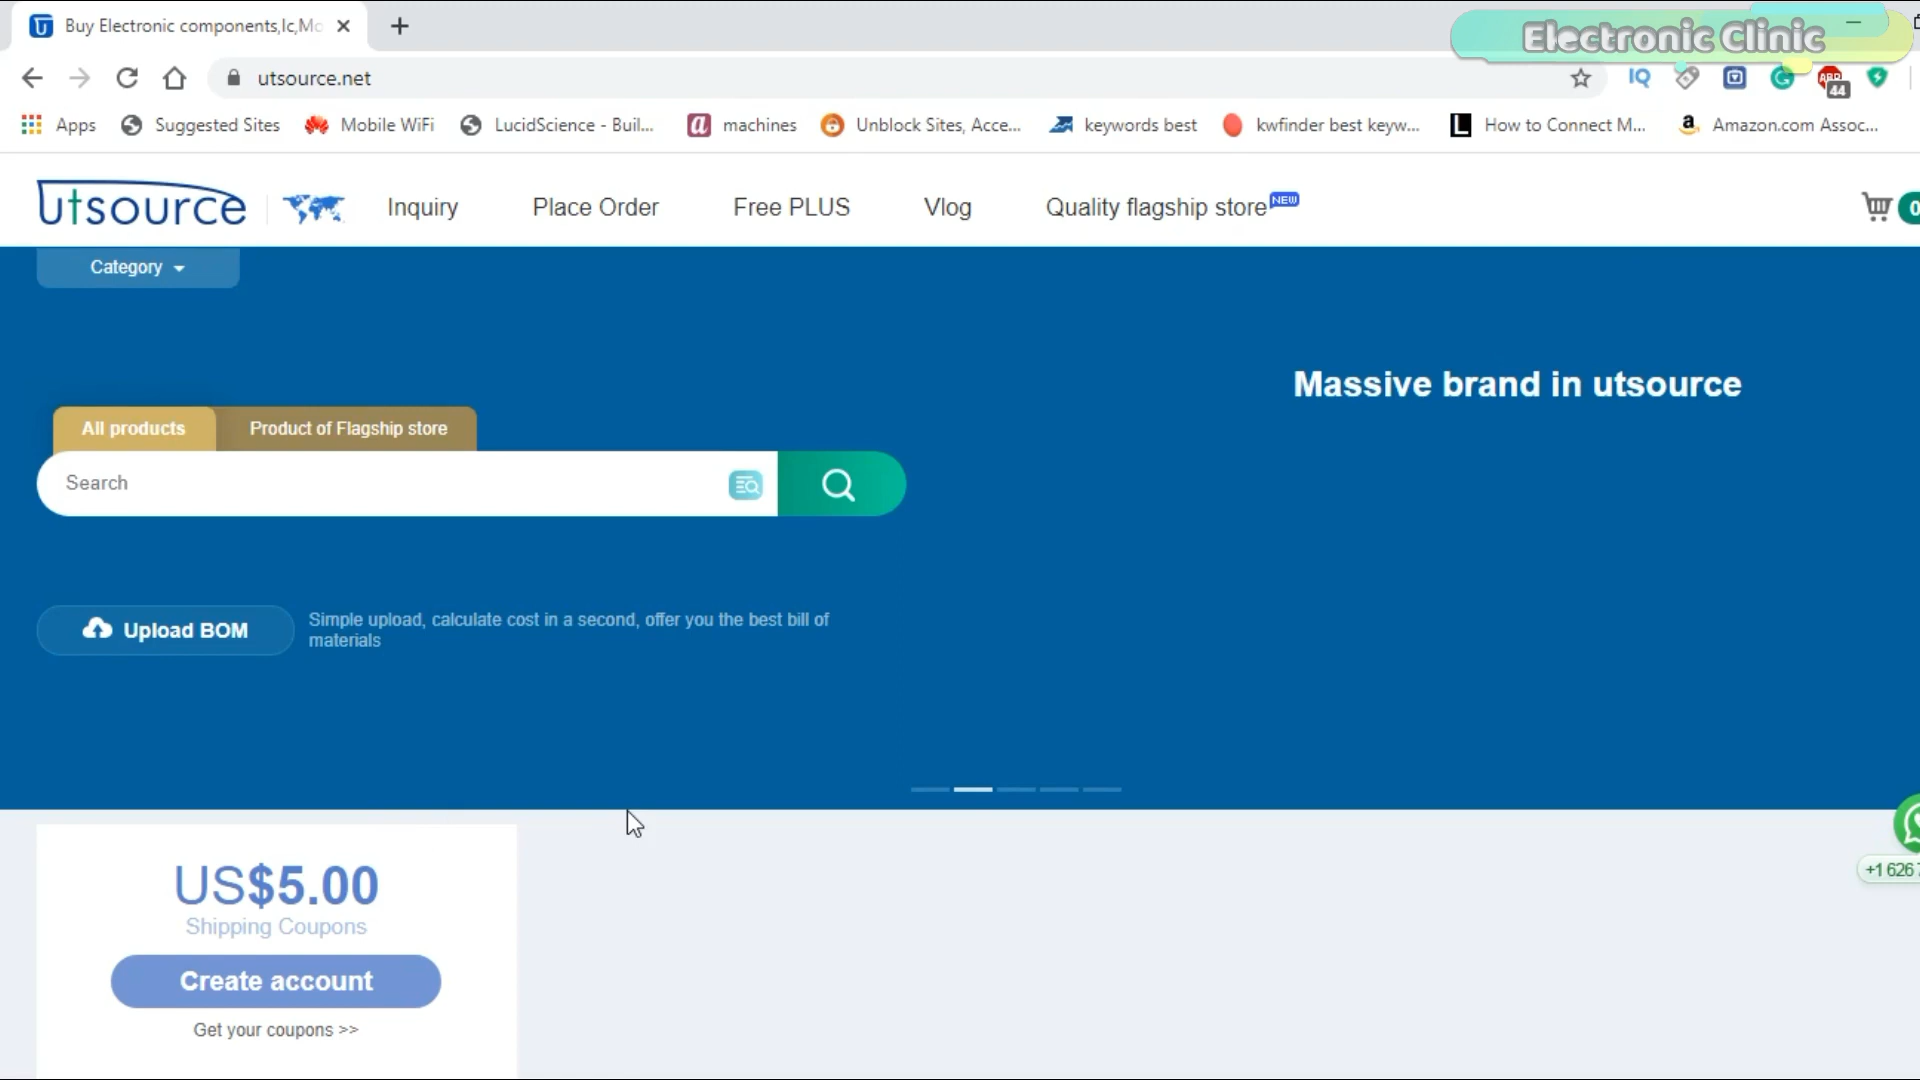 Buy Electronic components,Ic,Mo
Electronic Clinic
utsource.net
IQ
ABP
44
Apps
Suggested Sites
Mobile WiFi
LucidScience - Buil...
machines
Unblock Sites, Acce...
keywords best
kwfinder best keyw...
How to Connect M...
Amazon.com Assoc...
utsource
Inquiry
Place Order
Free PLUS
Vlog
Quality flagship store
NEW
0
Category
Massive brand in utsource
All products
Product of Flagship store
Search
Upload BOM
Simple upload, calculate cost in a second, offer you the best bill of
materials
US$5.00
Shipping Coupons
Create account
Get your coupons >>
+1 626